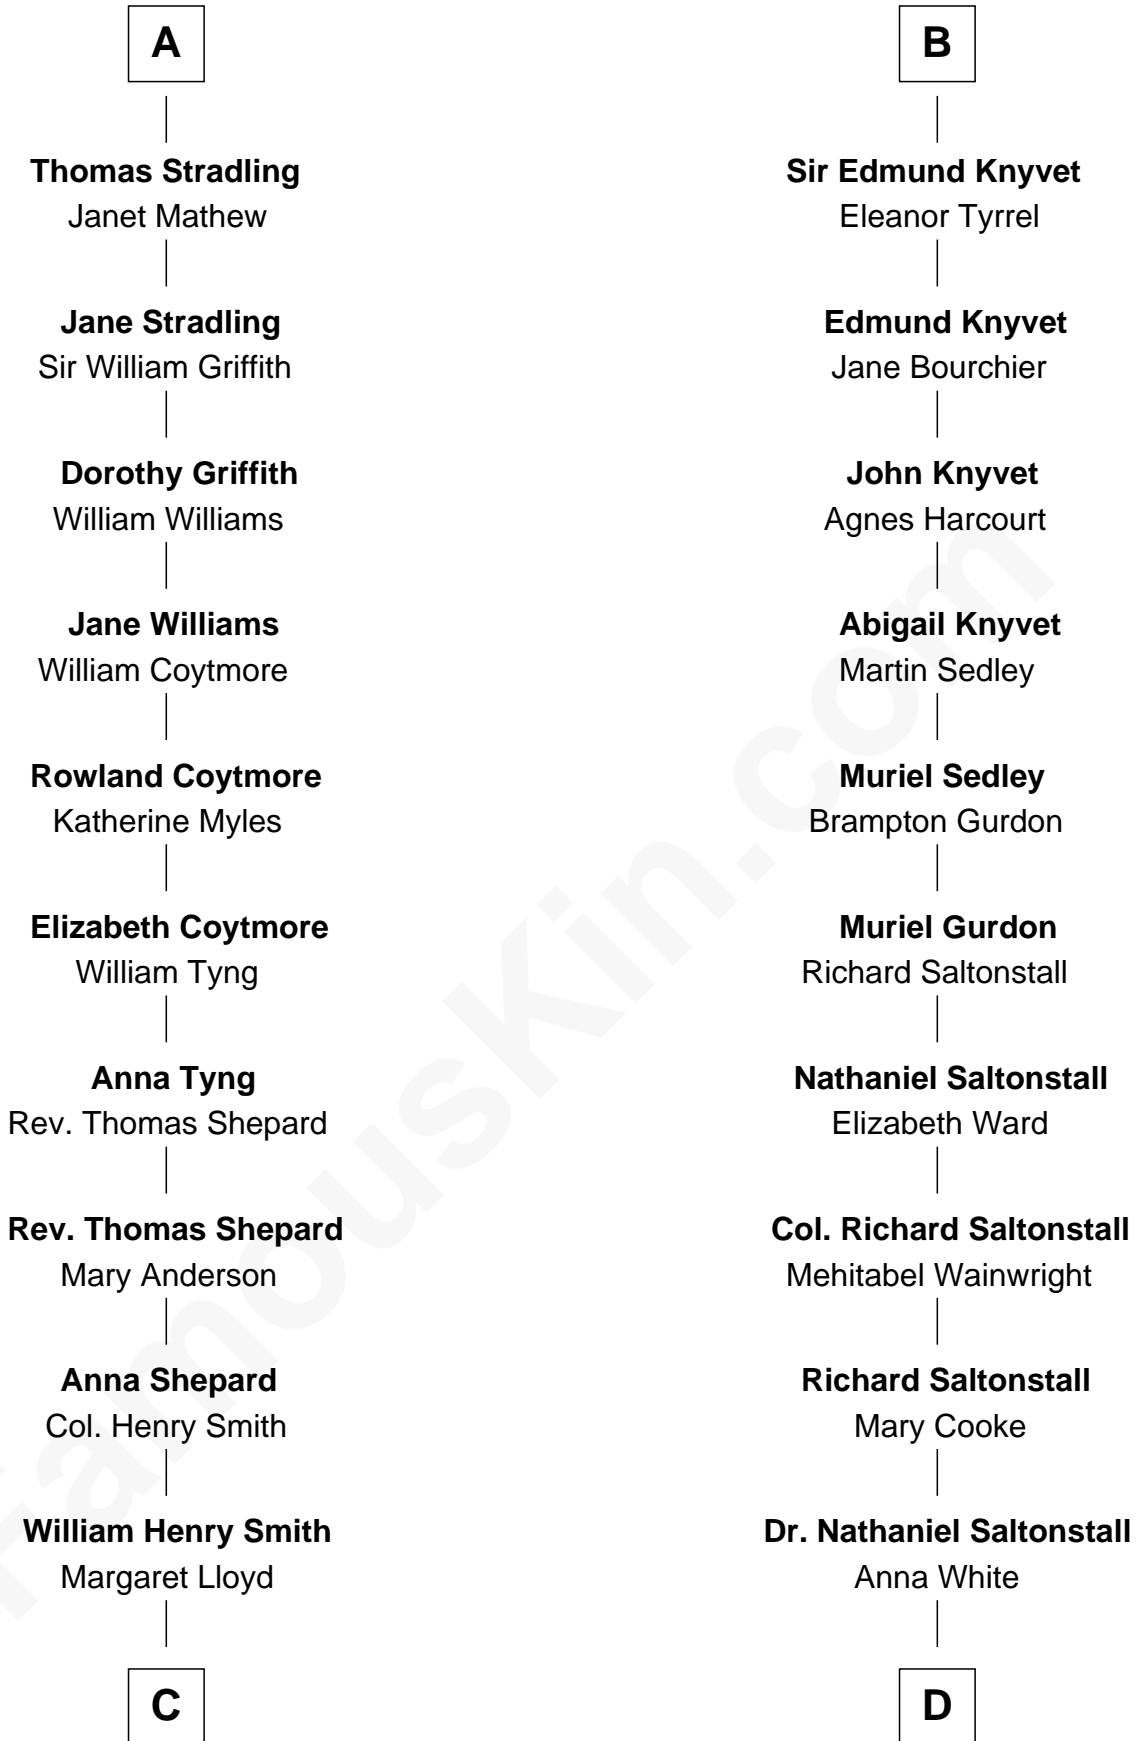 A
Thomas Stradling
Janet Mathew
Jane Stradling
Sir William Griffith
Dorothy Griffith
William Williams
Jane Williams
William Coytmore
Rowland Coytmore
Katherine Myles
Elizabeth Coytmore
William Tyng
Anna Tyng
Rev. Thomas Shepard
Rev. Thomas Shepard
Mary Anderson
Anna Shepard
Col. Henry Smith
William Henry Smith
Margaret Lloyd
C
B
Sir Edmund Knyvet
Eleanor Tyrrel
Edmund Knyvet
Jane Bourchier
John Knyvet
Agnes Harcourt
Abigail Knyvet
Martin Sedley
Muriel Sedley
Brampton Gurdon
Muriel Gurdon
Richard Saltonstall
Nathaniel Saltonstall
Elizabeth Ward
Col. Richard Saltonstall
Mehitabel Wainwright
Richard Saltonstall
Mary Cooke
Dr. Nathaniel Saltonstall
Anna White
D
FamousKin.com